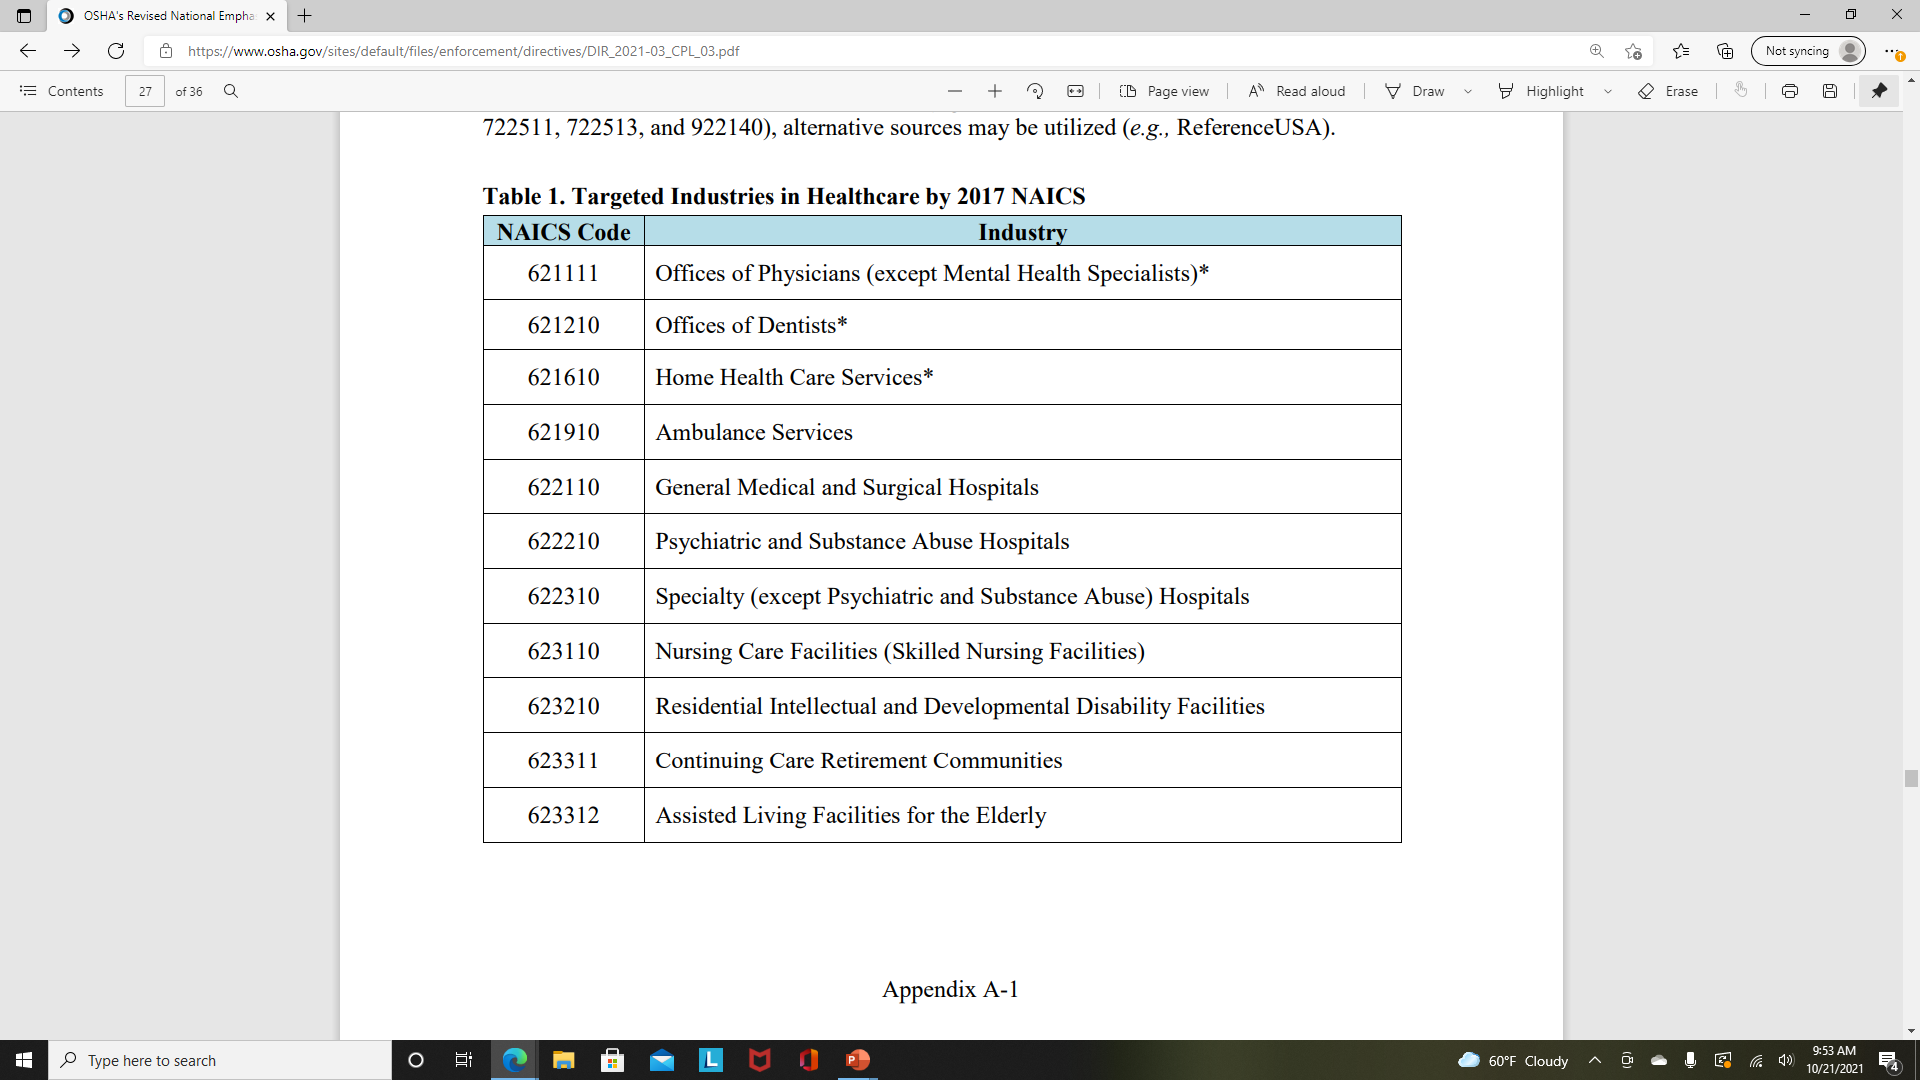 OSHA's Revised National Empha
https://www.osha.gov/sites/default/files/enforcement/directives/DIR_2021-03_CPL_03.pdf
Not syncing
Contents 27 of 36 Page view Read aloud Draw Highlight Erase
722511, 722513, and 922140), alternative sources may be utilized (e.g., ReferenceUSA).
Table 1. Targeted Industries in Healthcare by 2017 NAICS
NAICS Code Industry
621111 Offices of Physicians (except Mental Health Specialists)*
621210 Offices of Dentists*
621610 Home Health Care Services*
621910 Ambulance Services
622110 General Medical and Surgical Hospitals
622210 Psychiatric and Substance Abuse Hospitals
622310 Specialty (except Psychiatric and Substance Abuse) Hospitals
623110 Nursing Care Facilities (Skilled Nursing Facilities)
623210 Residential Intellectual and Developmental Disability Facilities
623311 Continuing Care Retirement Communities
623312 Assisted Living Facilities for the Elderly
Appendix A-1
Type here to search
L
P
60°F Cloudy
9:53 AM
10/21/2021
4